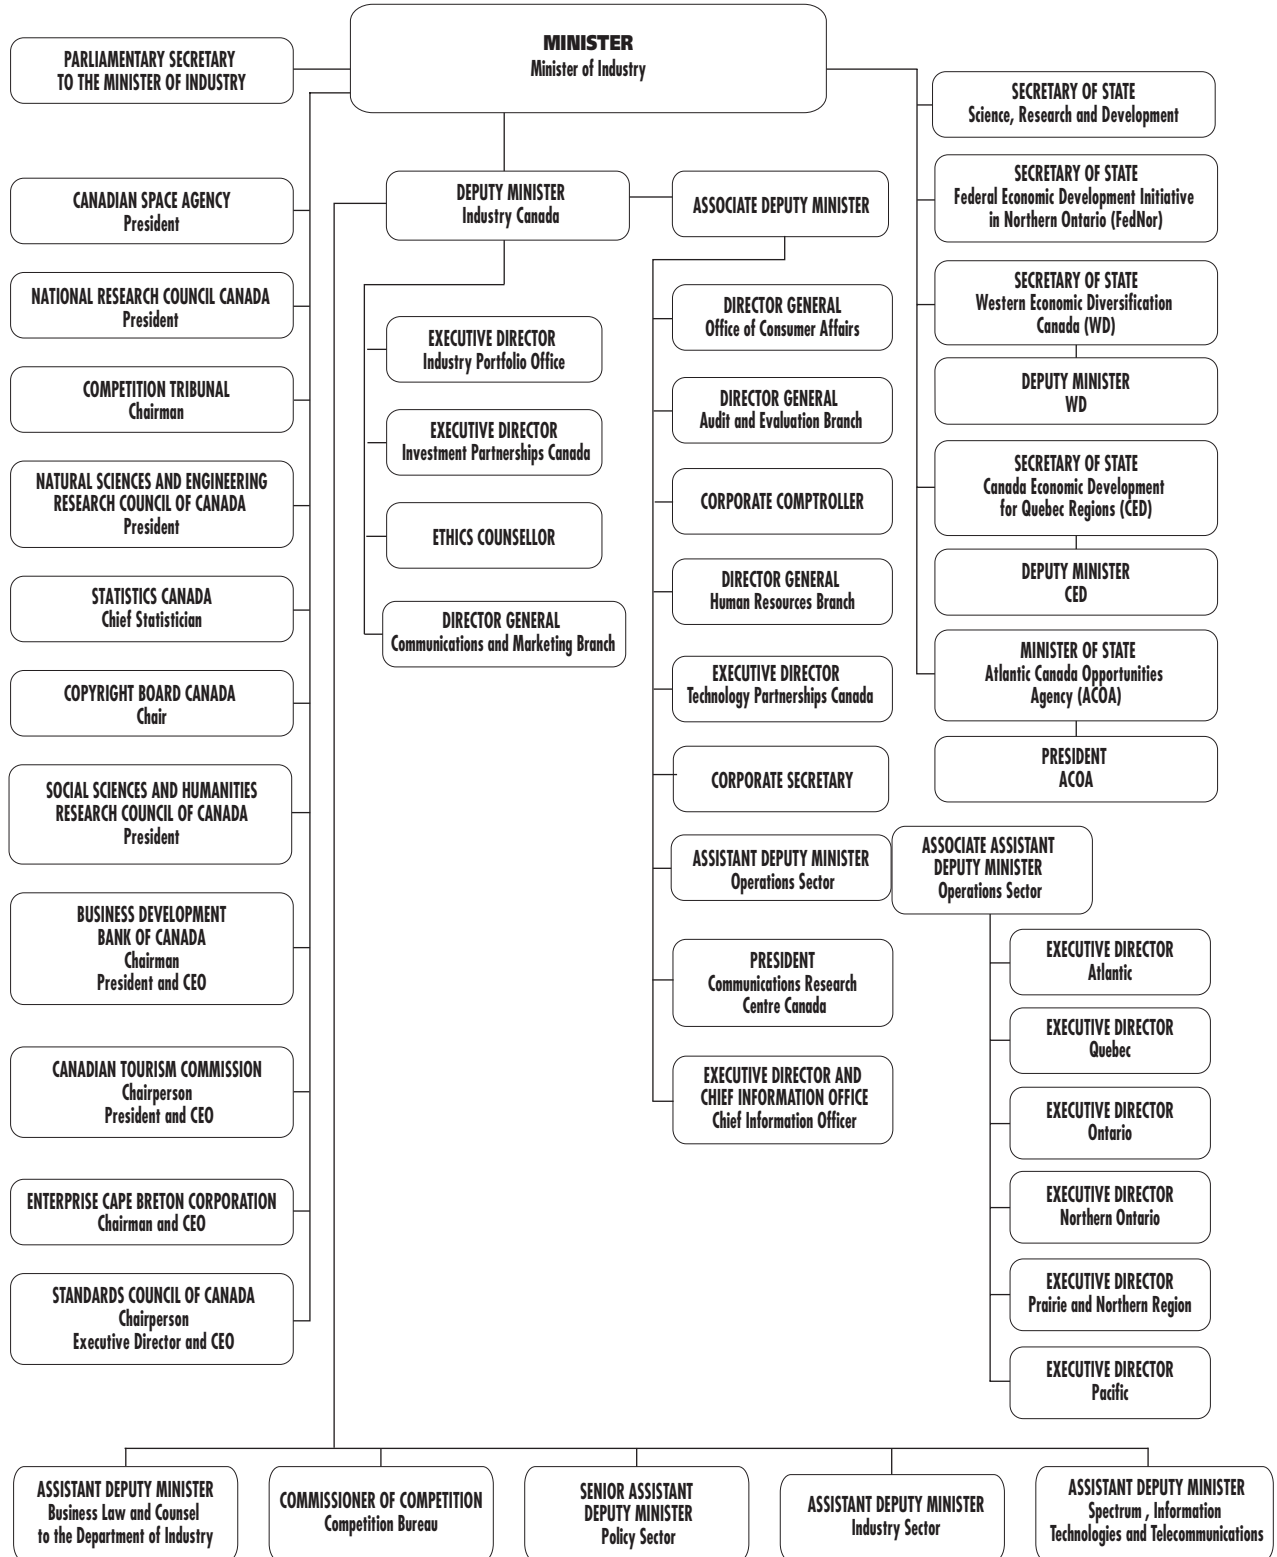 MINISTER
Minister of Industry
PARLIAMENTARY SECRETARY
TO THE MINISTER OF INDUSTRY
CANADIAN SPACE AGENCY
President
NATIONAL RESEARCH COUNCIL CANADA
President
COMPETITION TRIBUNAL
Chairman
NATURAL SCIENCES AND ENGINEERING
RESEARCH COUNCIL OF CANADA
President
STATISTICS CANADA
Chief Statistician
COPYRIGHT BOARD CANADA
Chair
SOCIAL SCIENCES AND HUMANITIES
RESEARCH COUNCIL OF CANADA
President
BUSINESS DEVELOPMENT
BANK OF CANADA
Chairman
President and CEO
CANADIAN TOURISM COMMISSION
Chairperson
President and CEO
ENTERPRISE CAPE BRETON CORPORATION
Chairman and CEO
STANDARDS COUNCIL OF CANADA
Chairperson
Executive Director and CEO
DEPUTY MINISTER
Industry Canada
EXECUTIVE DIRECTOR
Industry Portfolio Office
EXECUTIVE DIRECTOR
Investment Partnerships Canada
ETHICS COUNSELLOR
DIRECTOR GENERAL
Communications and Marketing Branch
ASSOCIATE DEPUTY MINISTER
DIRECTOR GENERAL
Office of Consumer Affairs
DIRECTOR GENERAL
Audit and Evaluation Branch
CORPORATE COMPTROLLER
DIRECTOR GENERAL
Human Resources Branch
EXECUTIVE DIRECTOR
Technology Partnerships Canada
CORPORATE SECRETARY
ASSISTANT DEPUTY MINISTER
Operations Sector
PRESIDENT
Communications Research
Centre Canada
EXECUTIVE DIRECTOR AND
CHIEF INFORMATION OFFICE
Chief Information Officer
SECRETARY OF STATE
Science, Research and Development
SECRETARY OF STATE
Federal Economic Development Initiative
in Northern Ontario (FedNor)
SECRETARY OF STATE
Western Economic Diversification
Canada (WD)
DEPUTY MINISTER
WD
SECRETARY OF STATE
Canada Economic Development
for Quebec Regions (CED)
DEPUTY MINISTER
CED
MINISTER OF STATE
Atlantic Canada Opportunities
Agency (ACOA)
PRESIDENT
ACOA
ASSOCIATE ASSISTANT
DEPUTY MINISTER
Operations Sector
EXECUTIVE DIRECTOR
Atlantic
EXECUTIVE DIRECTOR
Quebec
EXECUTIVE DIRECTOR
Ontario
EXECUTIVE DIRECTOR
Northern Ontario
EXECUTIVE DIRECTOR
Prairie and Northern Region
EXECUTIVE DIRECTOR
Pacific
ASSISTANT DEPUTY MINISTER
Business Law and Counsel
to the Department of Industry
COMMISSIONER OF COMPETITION
Competition Bureau
SENIOR ASSISTANT
DEPUTY MINISTER
Policy Sector
ASSISTANT DEPUTY MINISTER
Industry Sector
ASSISTANT DEPUTY MINISTER
Spectrum , Information
Technologies and Telecommunications